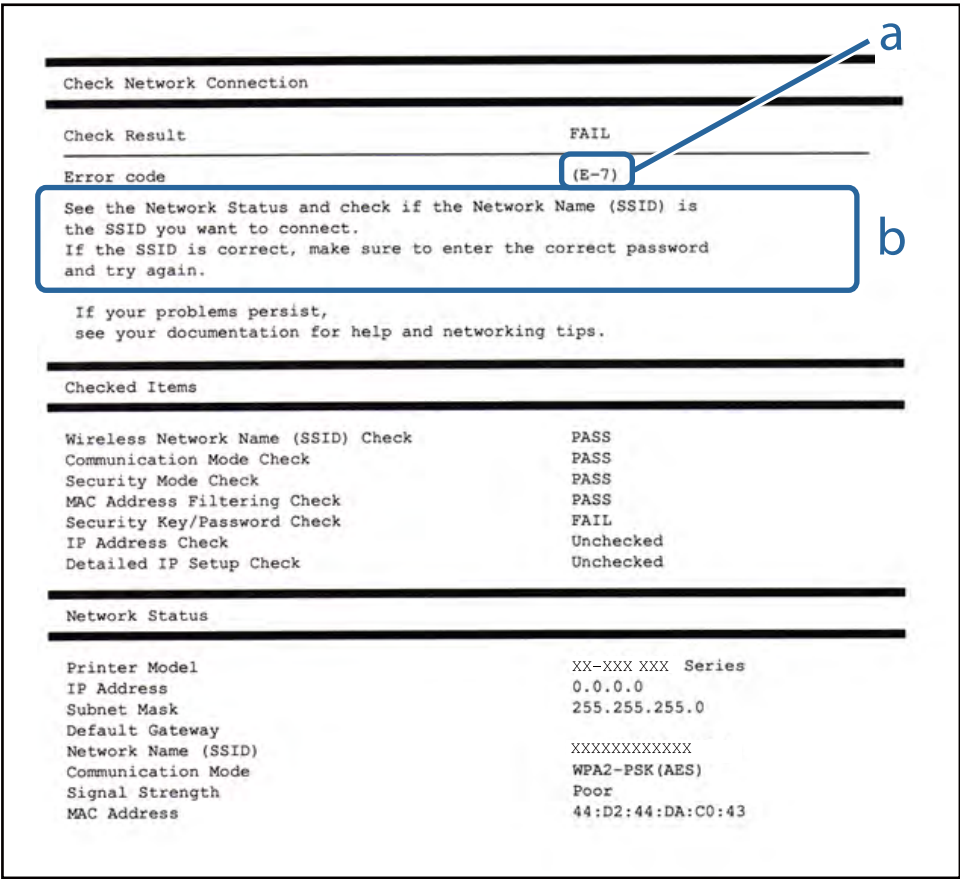 a
Check Network Connection
Check Result FAIL
Error code (E-7)
See the Network Status and check if the Network Name (SSID) is
the SSID you want to connect.
If the SSID is correct, make sure to enter the correct password
and try again.
b
If your problems persist,
see your documentation for help and networking tips.
Checked Items
Wireless Network Name (SSID) Check PASS
Communication Mode Check PASS
Security Mode Check PASS
MAC Address Filtering Check PASS
Security Key/Password Check FAIL
IP Address Check Unchecked
Detailed IP Setup Check Unchecked
Network Status
Printer Model XX-XXX XXX Series
IP Address 0.0.0.0
Subnet Mask 255.255.255.0
Default Gateway
Network Name (SSID) XXXXXXXXXXXX
Communication Mode WPA2-PSK(AES)
Signal Strength Poor
MAC Address 44:D2:44:DA:C0:43